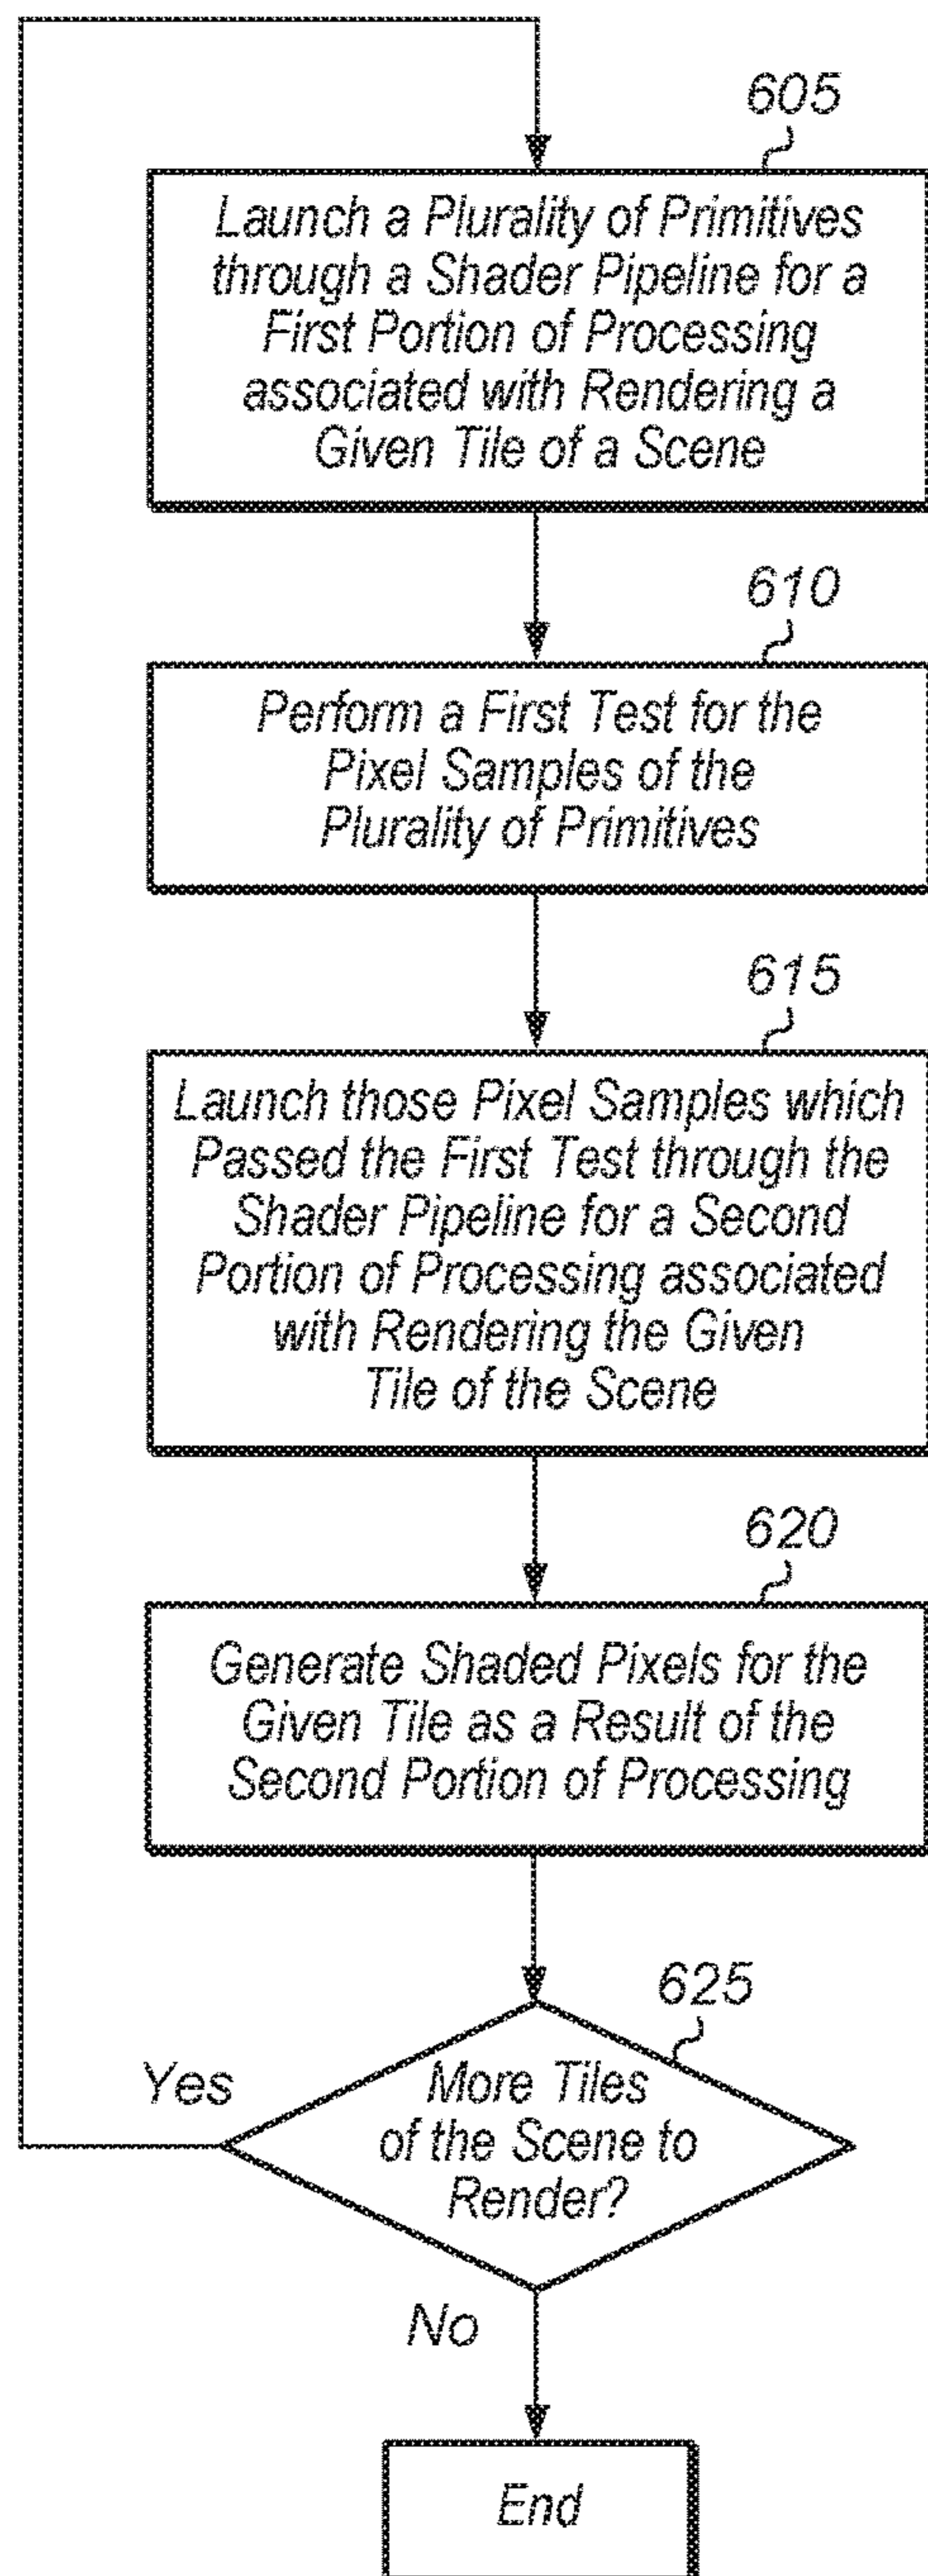 605
Launch a Plurality of Primitives
through a Shader Pipeline for a
First Portion of Processing
associated with Rendering a
Given Tile of a Scene
610
Perform a First Test for the
Pixel Samples of the
Plurality of Primitives
615
Launch those Pixel Samples which
Passed the First Test through the
Shader Pipeline for a Second
Portion of Processing associated
with Rendering the Given
Tile of the Scene
620
Generate Shaded Pixels for the
Given Tile as a Result of the
Second Portion of Processing
625
Yes
More Tiles
of the Scene to
Render?
No
End